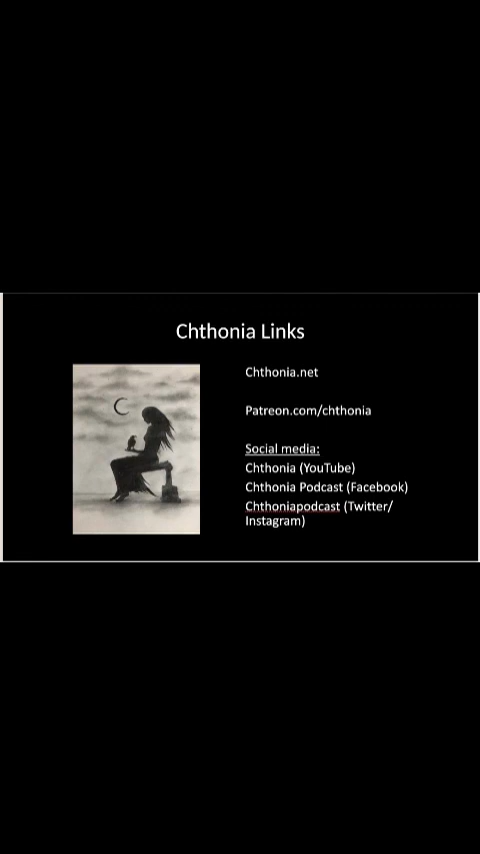 Chthonia Links
Chthonia.net
Patreon.com/chthonia
Social media:
Chthonia (YouTube)
Chthonia Podcast (Facebook)
Chthoniapodcast (Twitter/
Instagram)